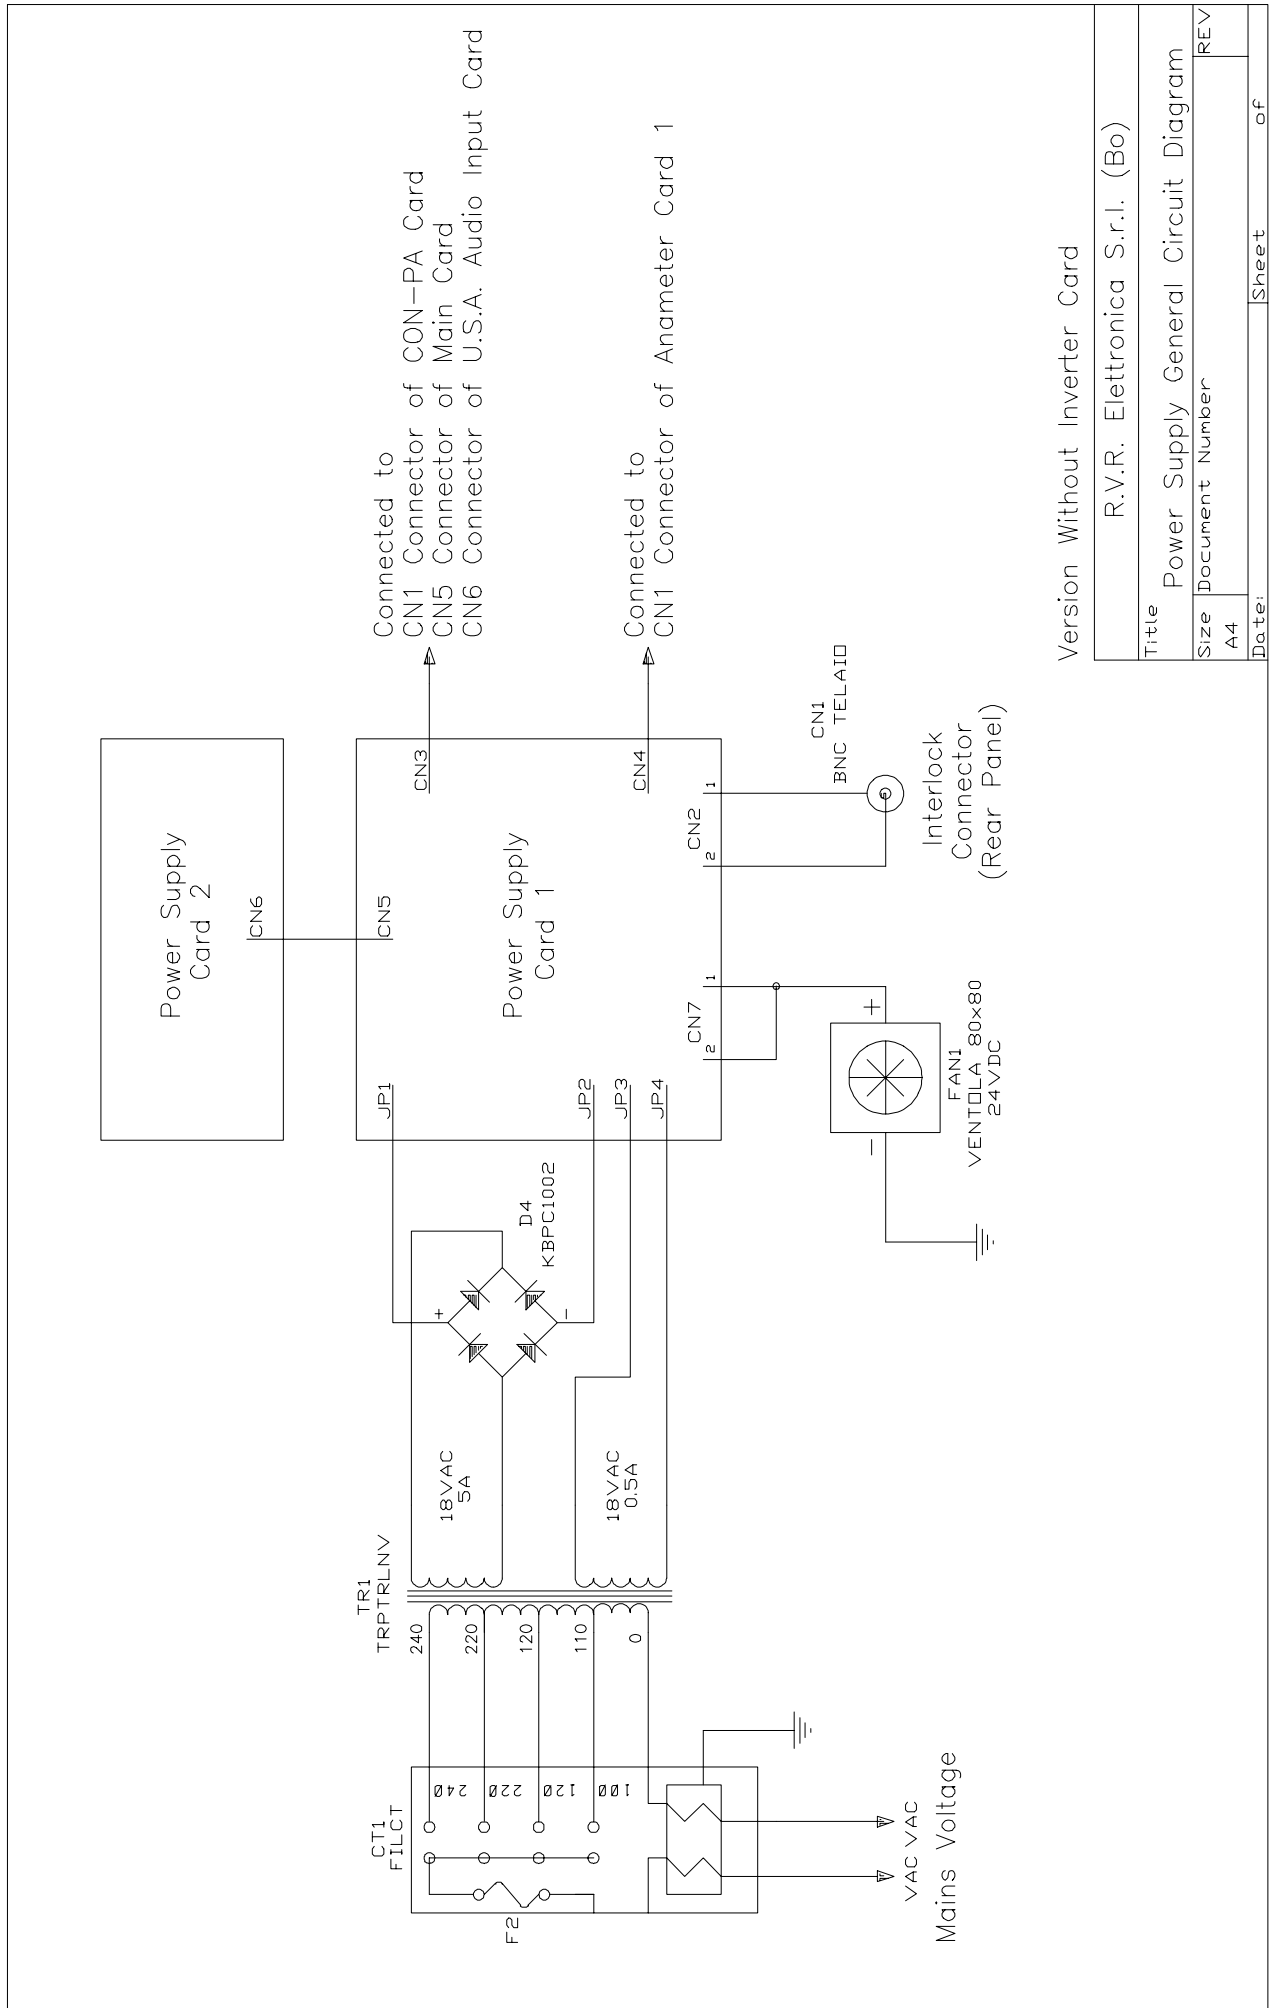 Power Supply
Card 2
CN6
CN5
Power Supply
Card 1
CN3
CN4
CN2
1
2
CN7
1
2
JP1
JP2
JP3
JP4
Connected to
CN1 Connector of CON-PA Card
CN5 Connector of Main Card
CN6 Connector of U.S.A. Audio Input Card
Connected to
CN1 Connector of Anameter Card 1
CN1
BNC TELAIO
Interlock
Connector
(Rear Panel)
+
-
FAN1
VENTOLA 80x80
24VDC
D4
KBPC1002
+
-
18VAC
5A
18VAC
0.5A
TR1
TRPTRLNV
240
220
120
110
0
CT1
FILCT
240
220
120
100
F2
VAC VAC
Mains Voltage
Version Without Inverter Card
R.V.R. Elettronica S.r.l. (Bo)
Title
Power Supply General Circuit Diagram
Size Document Number REV
A4
Date: Sheet of